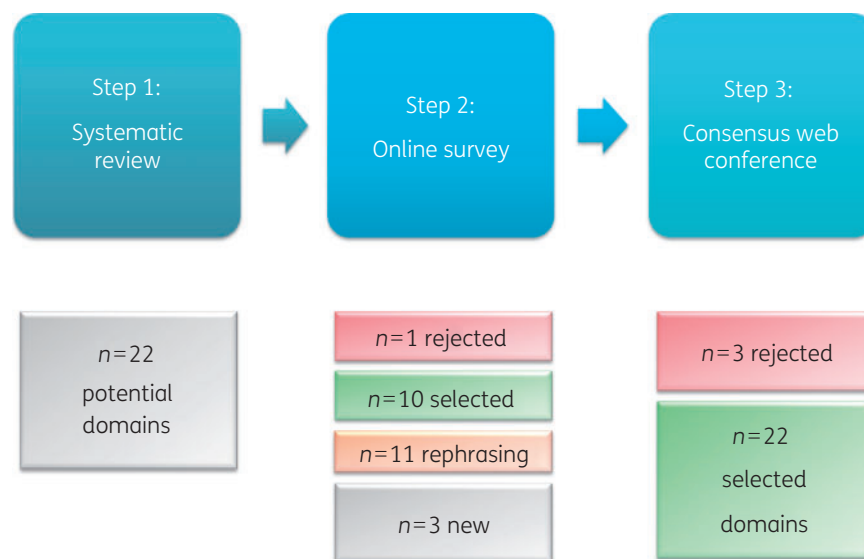 Step 1:
Systematic
review
Step 2:
Online survey
Step 3:
Consensus web
conference
n=22
potential
domains
n=1 rejected
n=10 selected
n=11 rephrasing
n=3 new
n=3 rejected
n=22
selected
domains